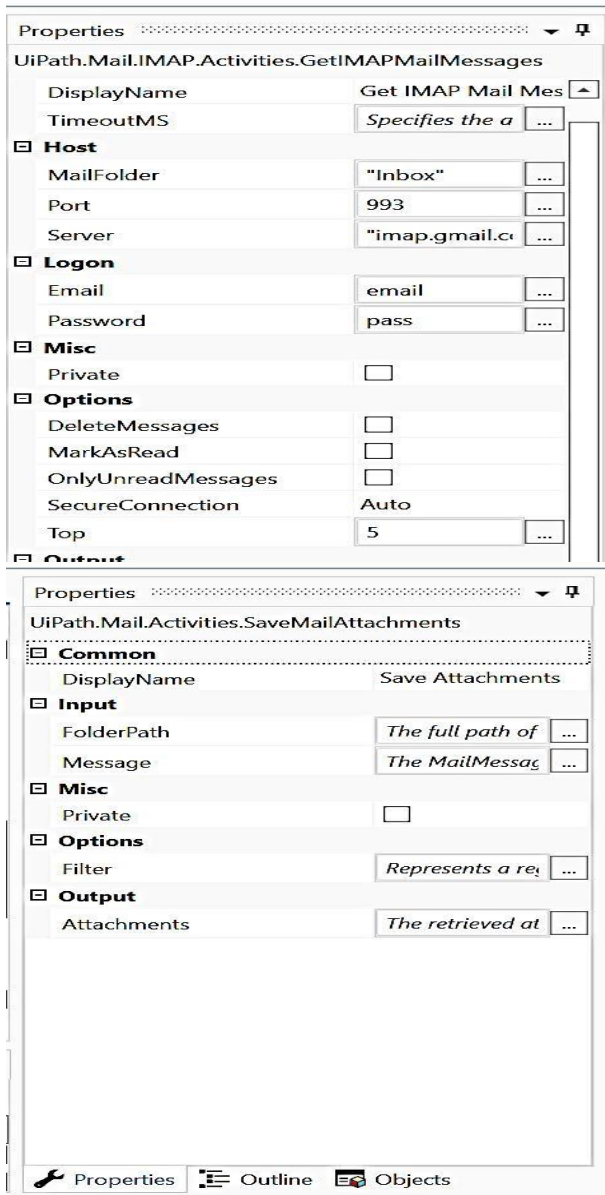 Properties
UiPath.Mail.IMAP.Activities.GetIMAPMailMessages
DisplayName Get IMAP Mail Mes
TimeoutMS Specifies the a ...
Host
MailFolder "Inbox" ...
Port 993 ...
Server "imap.gmail.c ...
Logon
Email email ...
Password pass ...
Misc
Private
Options
DeleteMessages
MarkAsRead
OnlyUnreadMessages
SecureConnection Auto
Top 5 ...
Output
Properties
UiPath.Mail.Activities.SaveMailAttachments
Common
DisplayName Save Attachments
Input
FolderPath The full path of ...
Message The MailMessag ...
Misc
Private
Options
Filter Represents a re ...
Output
Attachments The retrieved at ...
Properties Outline Objects